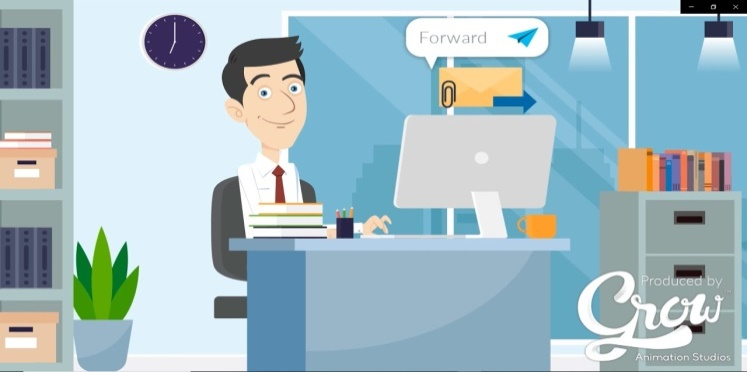 Forward
Produced by
Grow
Animation Studios